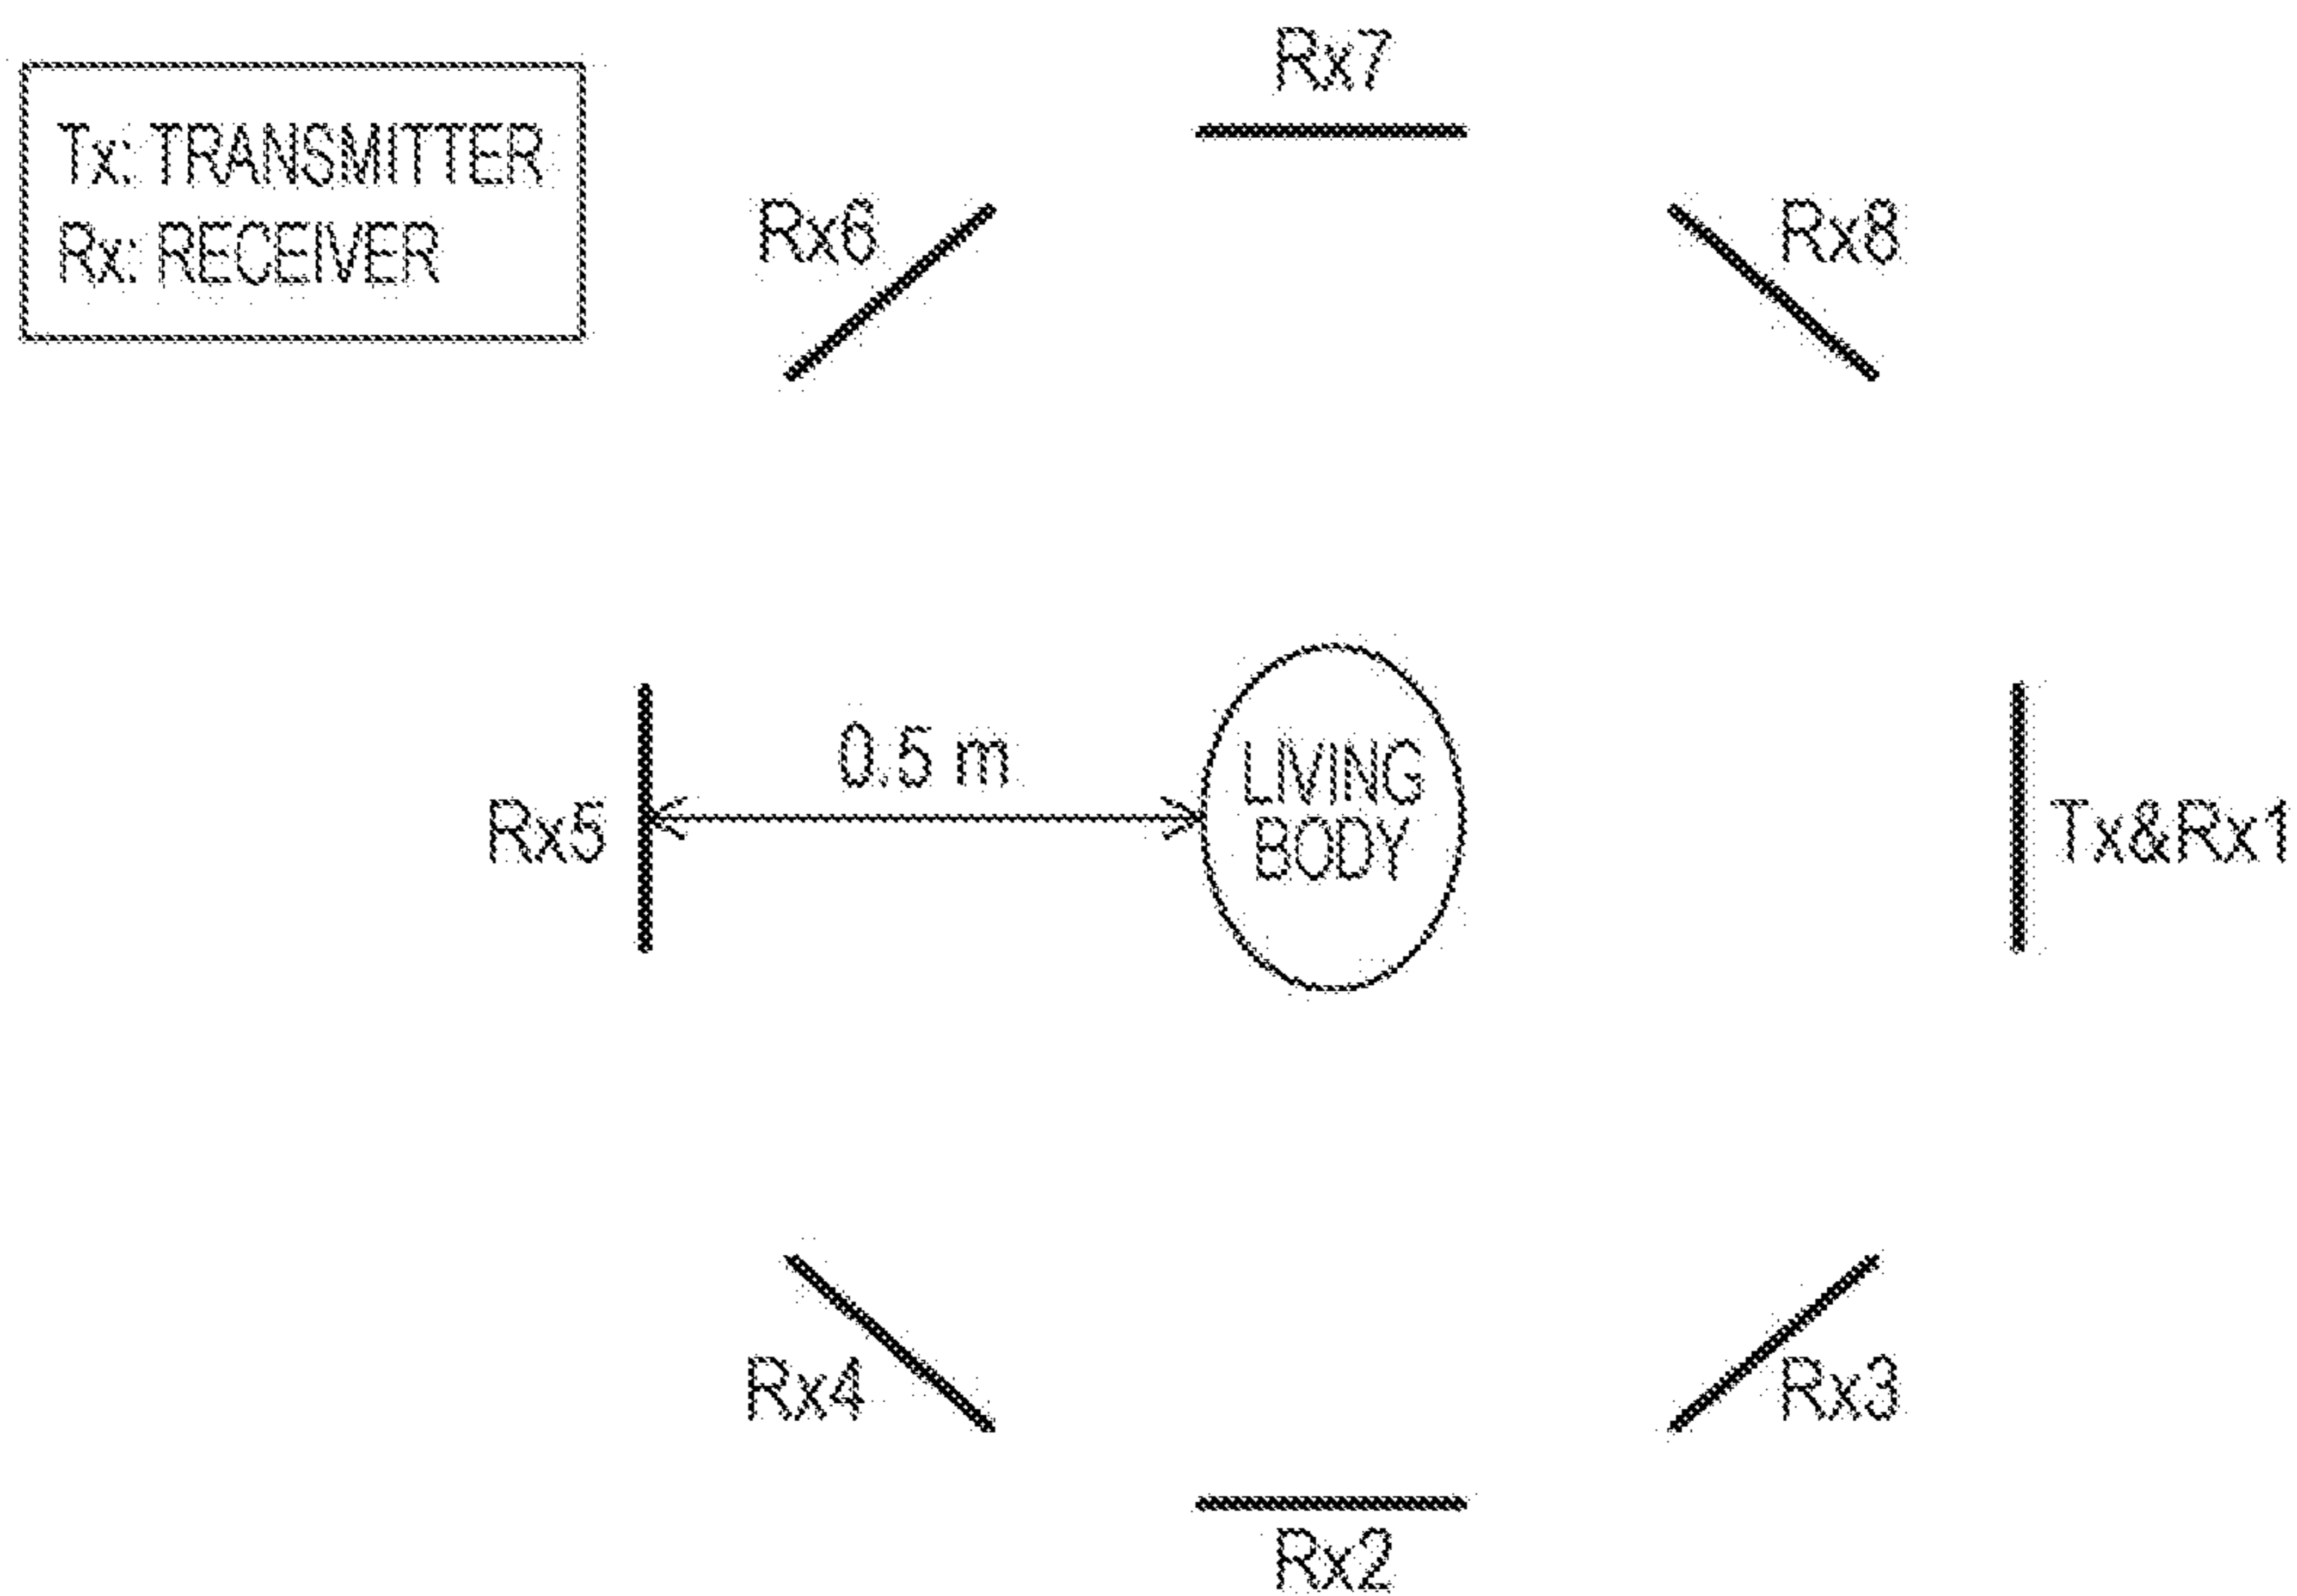 Rx7
Tx: TRANSMITTER
Rx: RECEIVER
Rx6
Rx8
0.5 m
LIVING
BODY
Rx5
Tx&Rx1
Rx4
Rx3
Rx2